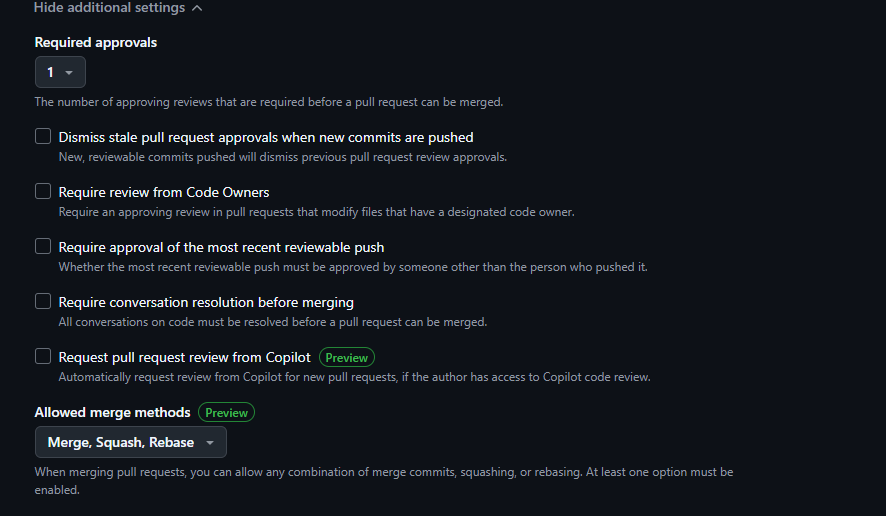 Hide additional settings
Required approvals
1
The number of approving reviews that are required before a pull request can be merged.
Dismiss stale pull request approvals when new commits are pushed
New, reviewable commits pushed will dismiss previous pull request review approvals.
Require review from Code Owners
Require an approving review in pull requests that modify files that have a designated code owner.
Require approval of the most recent reviewable push
Whether the most recent reviewable push must be approved by someone other than the person who pushed it.
Require conversation resolution before merging
All conversations on code must be resolved before a pull request can be merged.
Request pull request review from Copilot Preview
Automatically request review from Copilot for new pull requests, if the author has access to Copilot code review.
Allowed merge methods Preview
Merge, Squash, Rebase
When merging pull requests, you can allow any combination of merge commits, squashing, or rebasing. At least one option must be
enabled.